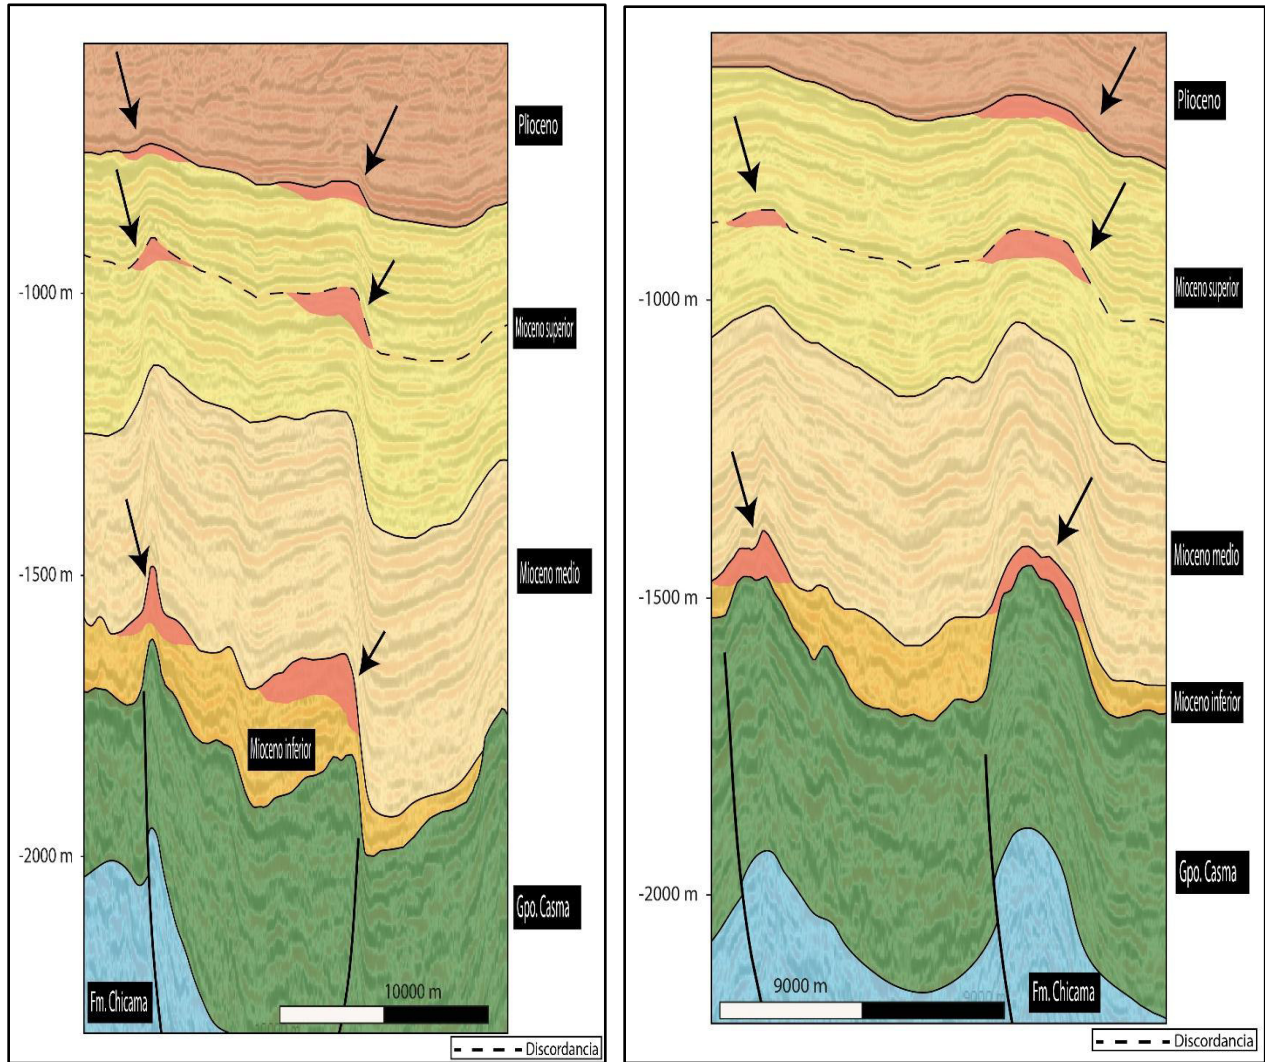 Plioceno
-1000 m
Mioceno superior
-1500 m
Mioceno medio
Mioceno inferior
-2000 m
Gpo. Casma
Fm. Chicama
10000 m
Discordancia
Plioceno
-1000 m
Mioceno superior
Mioceno medio
-1500 m
Mioceno inferior
Gpo. Casma
-2000 m
9000 m
Fm. Chicama
Discordancia